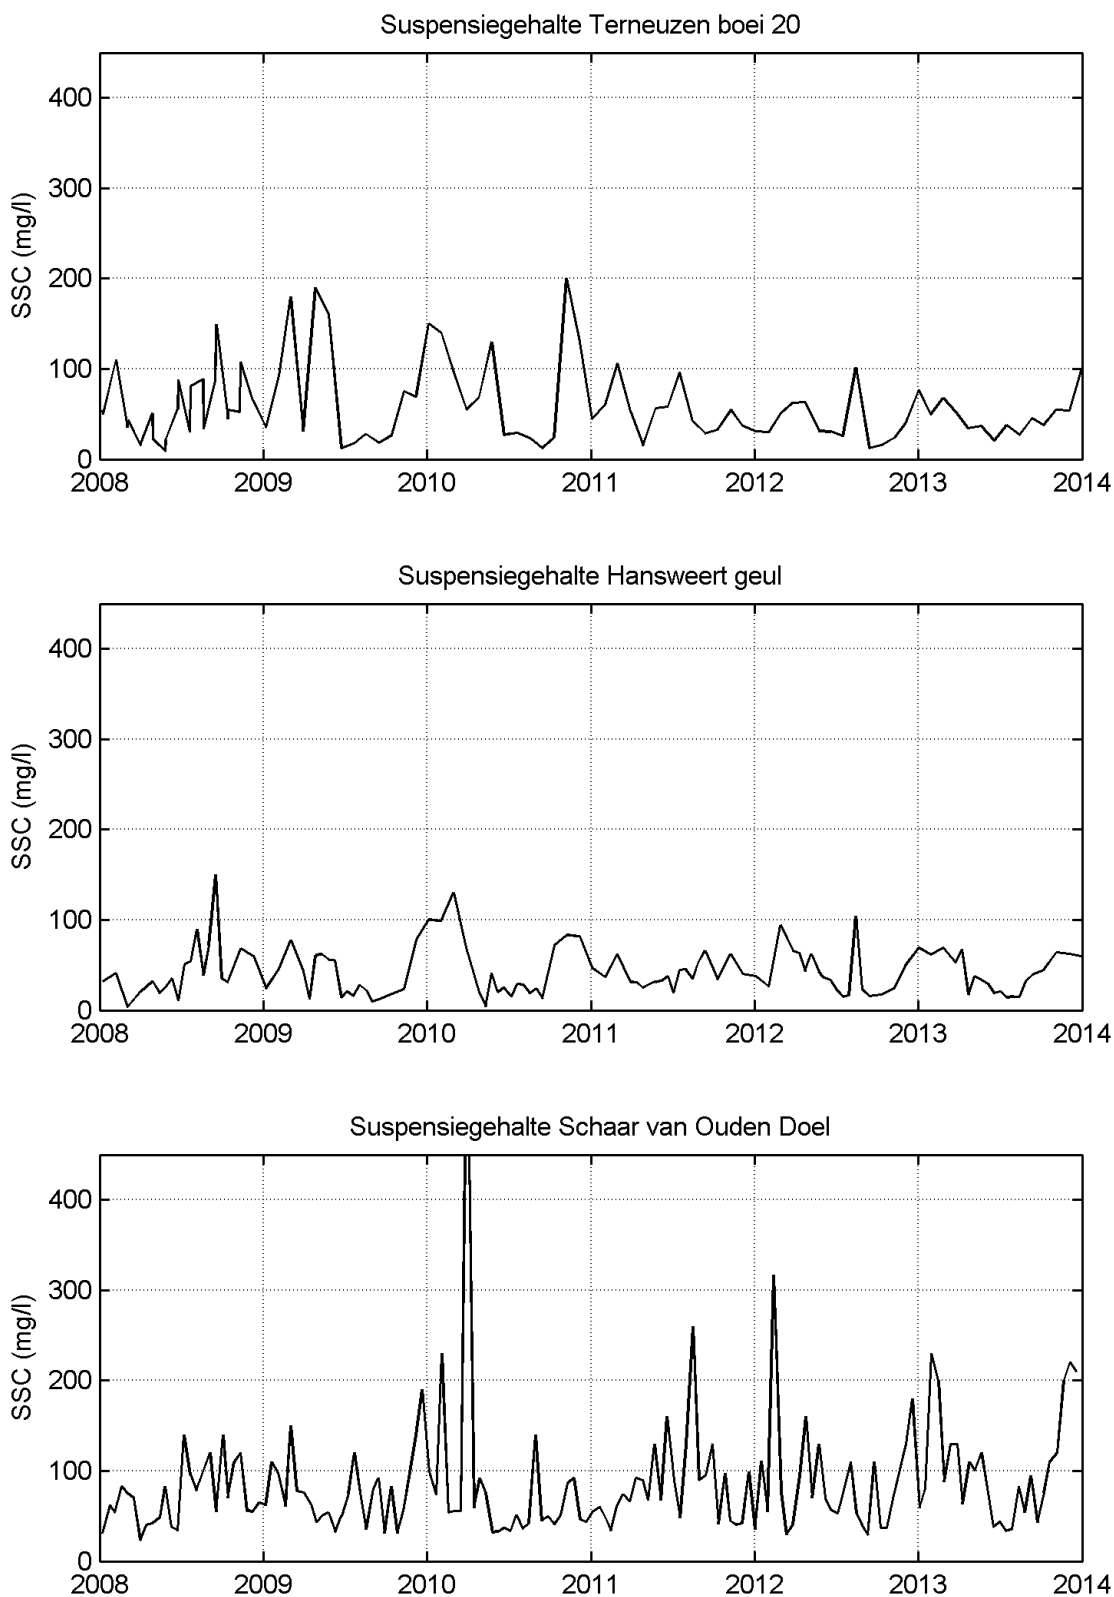 Suspensiegehalte Terneuzen boei 20
400
300
200
100
0
SSC (mg/l)
2008 2009 2010 2011 2012 2013 2014
Suspensiegehalte Hansweert geul
400
300
200
100
0
SSC (mg/l)
2008 2009 2010 2011 2012 2013 2014
Suspensiegehalte Schaar van Ouden Doel
400
300
200
100
0
SSC (mg/l)
2008 2009 2010 2011 2012 2013 2014